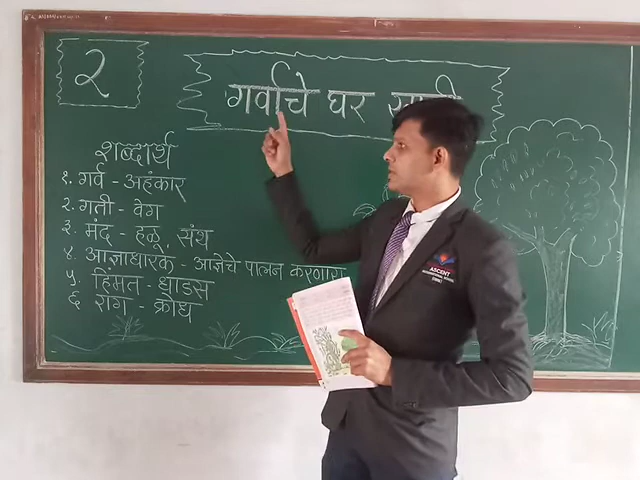 २
गर्वाचे घर
शब्दार्थ
१. गर्व - अहंकार
२. गती - वेग
३. मंद - हळू, संथ
४. आज्ञाधारक - आज्ञेचे पालन करणारा
५. हिंमत - धाडस
६ राग - क्रोध
ASCENT